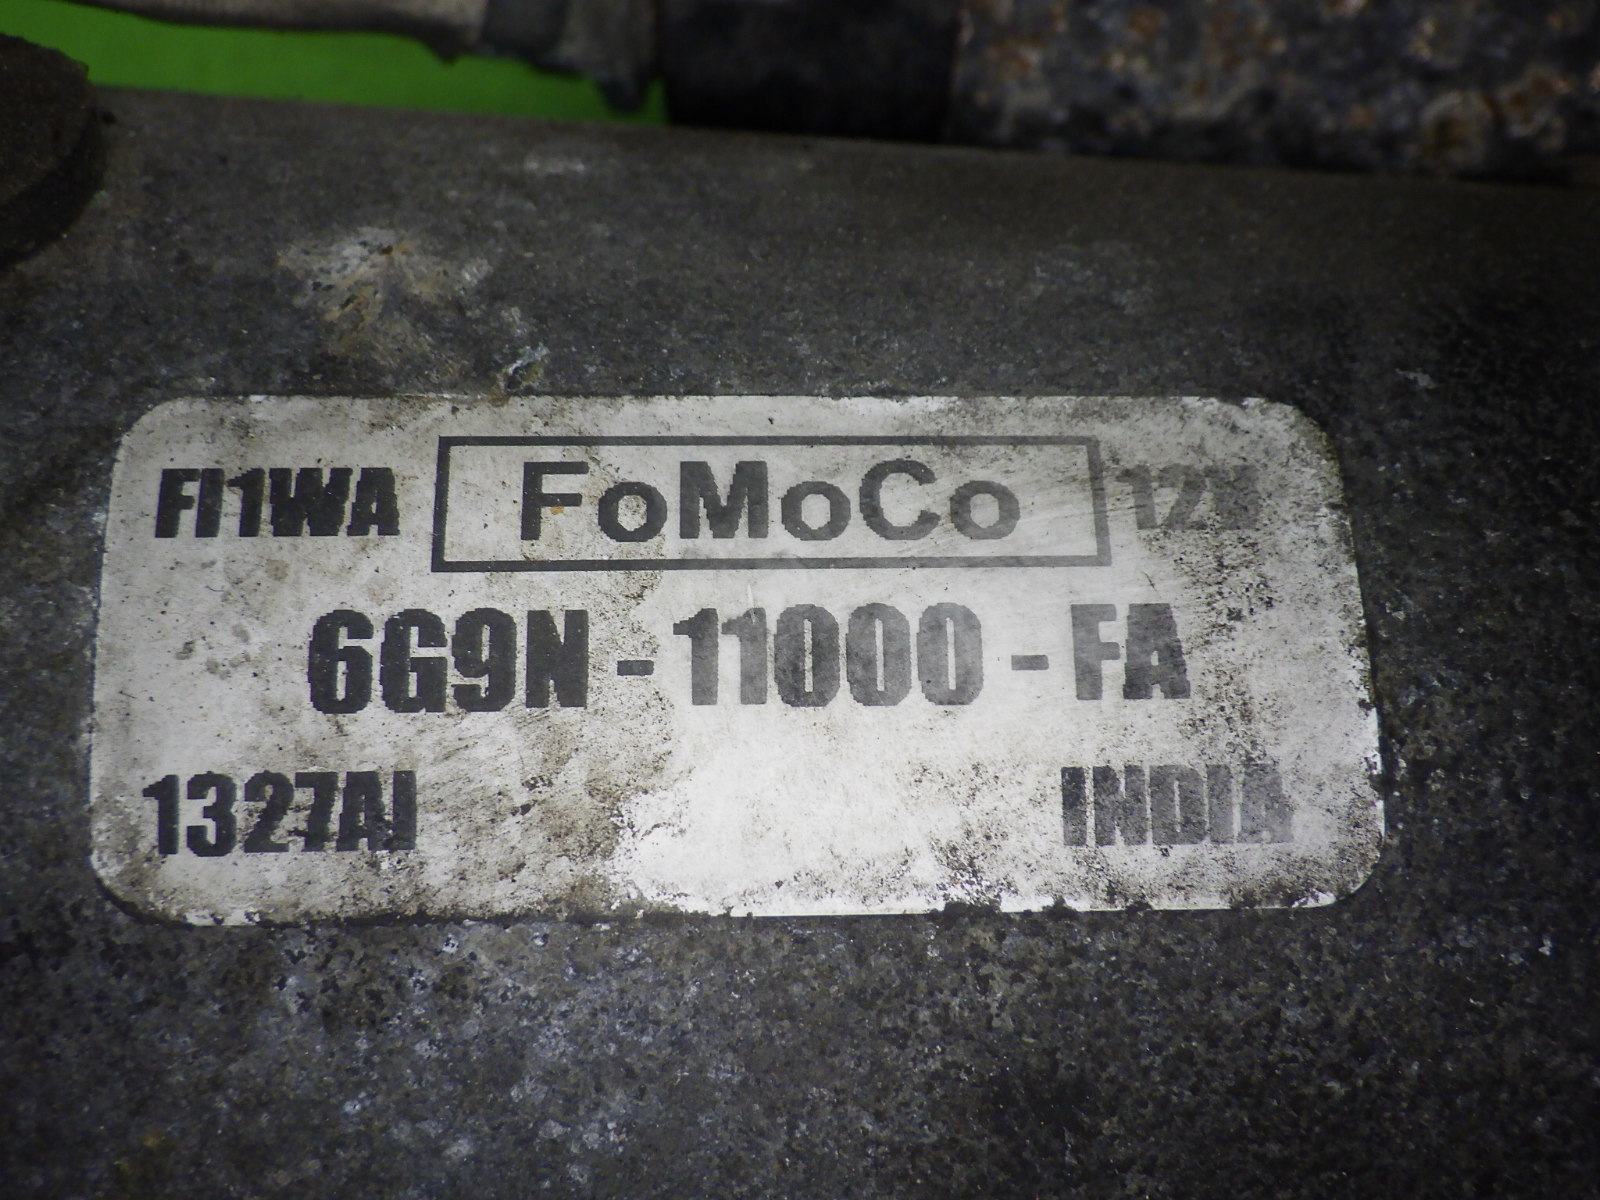 FI1WA FoMoCo
6G9N-11000-FA
1327AI INDIA